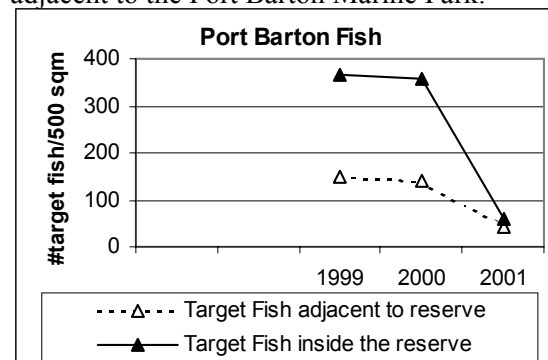 adjacent to the Port Barton Marine Park.
Port Barton Fish
#target fish/500 sqm
400
300
200
100
0
1999 2000 2001
Target Fish adjacent to reserve
Target Fish inside the reserve